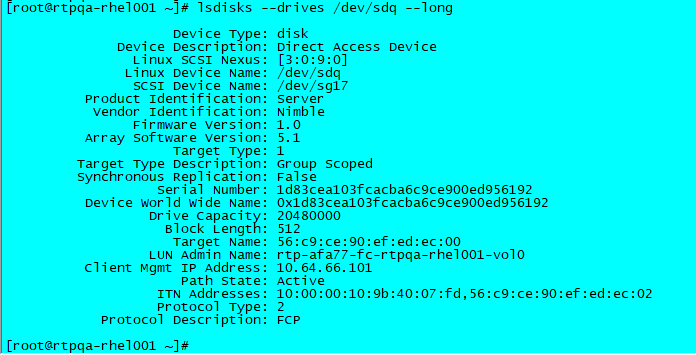 [root@rtpqa-rhel001 ~]# lsdisks --drives /dev/sdq --long
Device Type: disk
Device Description: Direct Access Device
Linux SCSI Nexus: [3:0:9:0]
Linux Device Name: /dev/sdq
SCSI Device Name: /dev/sg17
Product Identification: Server
Vendor Identification: Nimble
Firmware Version: 1.0
Array Software Version: 5.1
Target Type: 1
Target Type Description: Group Scoped
Synchronous Replication: False
Serial Number: 1d83cea103fcacba6c9ce900ed956192
Device World Wide Name: 0x1d83cea103fcacba6c9ce900ed956192
Drive Capacity: 20480000
Block Length: 512
Target Name: 56:c9:ce:90:ef:ed:ec:00
LUN Admin Name: rtp-afa77-fc-rtpqa-rhel001-vol0
Client Mgmt IP Address: 10.64.66.101
Path State: Active
ITN Addresses: 10:00:00:10:9b:40:07:fd,56:c9:ce:90:ef:ed:ec:02
Protocol Type: 2
Protocol Description: FCP
[root@rtpqa-rhel001 ~]#